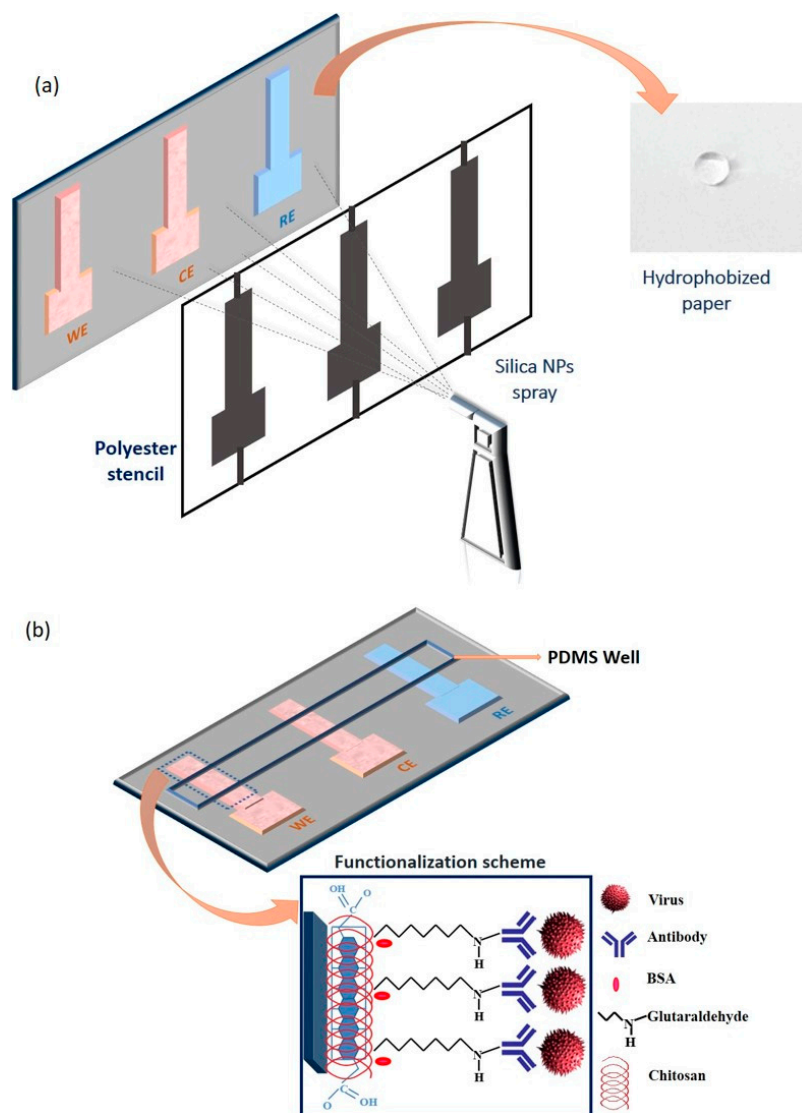 (a)
RE
CE
WE
Hydrophobized
paper
Silica NPs
spray
Polyester
stencil
(b)
PDMS Well
RE
CE
WE
Functionalization scheme
OH
O
C
N
H
N
H
N
H
C
O
OH
Virus
Antibody
BSA
N
Glutaraldehyde
H
Chitosan